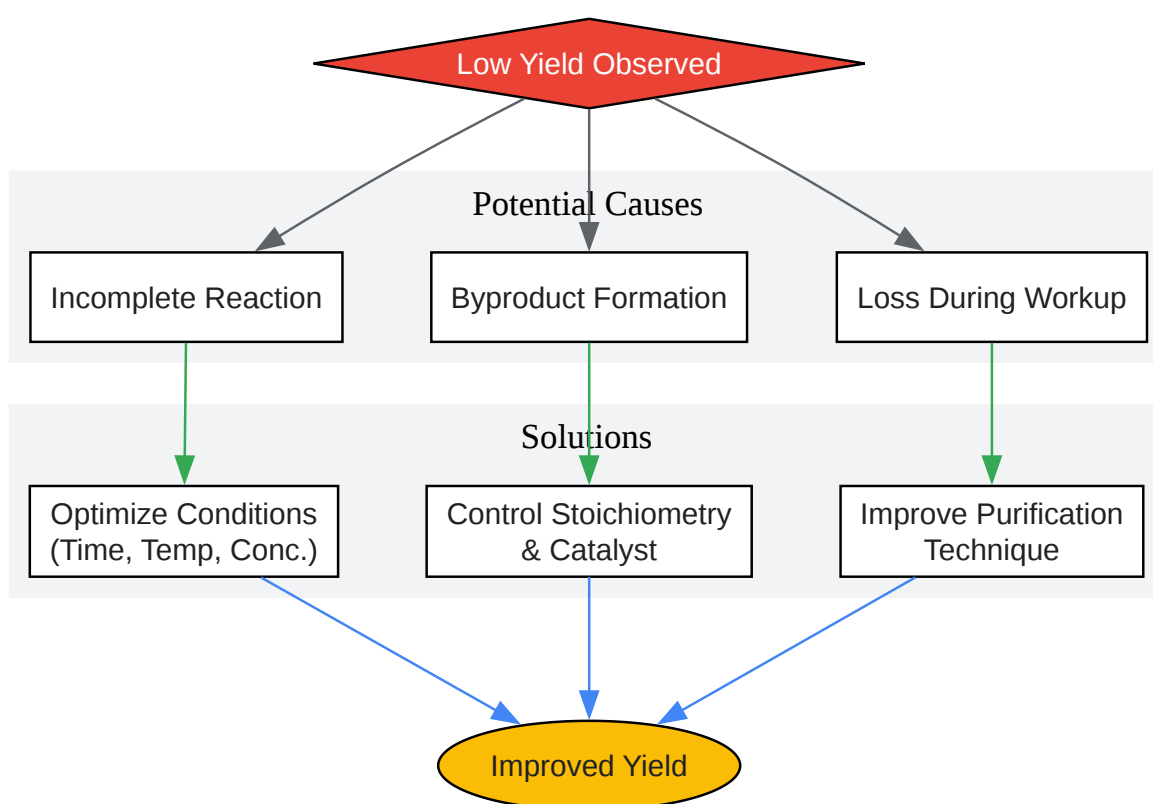 Low Yield Observed
Potential Causes
Incomplete Reaction
Byproduct Formation
Loss During Workup
Solutions
Optimize Conditions
(Time, Temp, Conc.)
Control Stoichiometry
& Catalyst
Improve Purification
Technique
Improved Yield